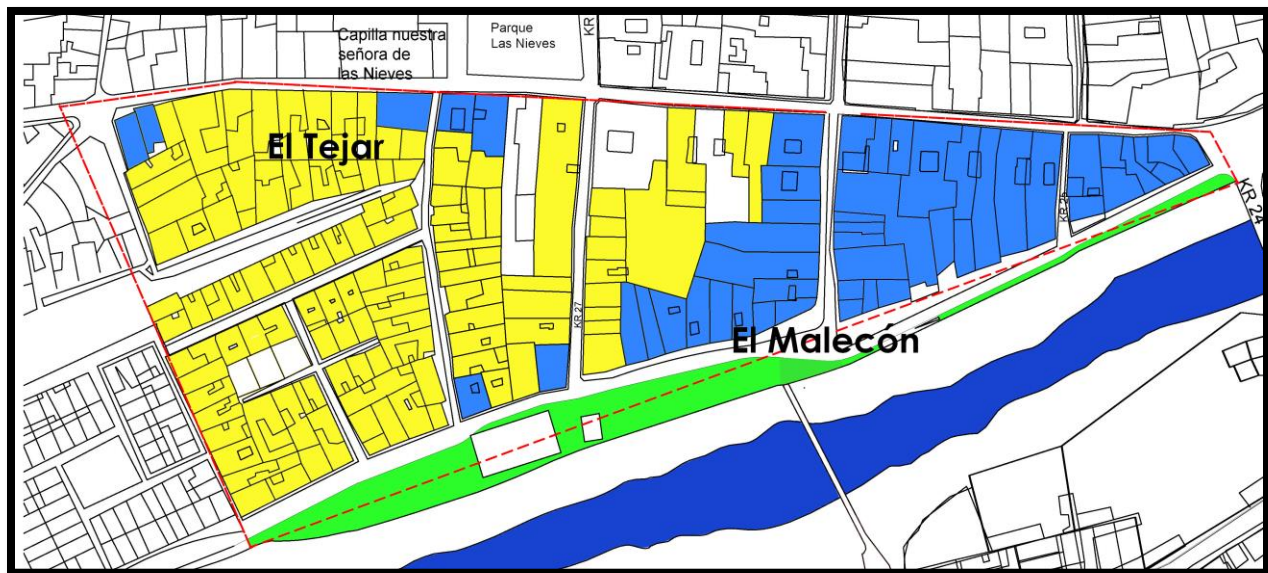 Capilla nuestra
señora de
las Nieves
Parque
Las Nieves
KR
El Tejar
KR 24
KR 27
El Malecón